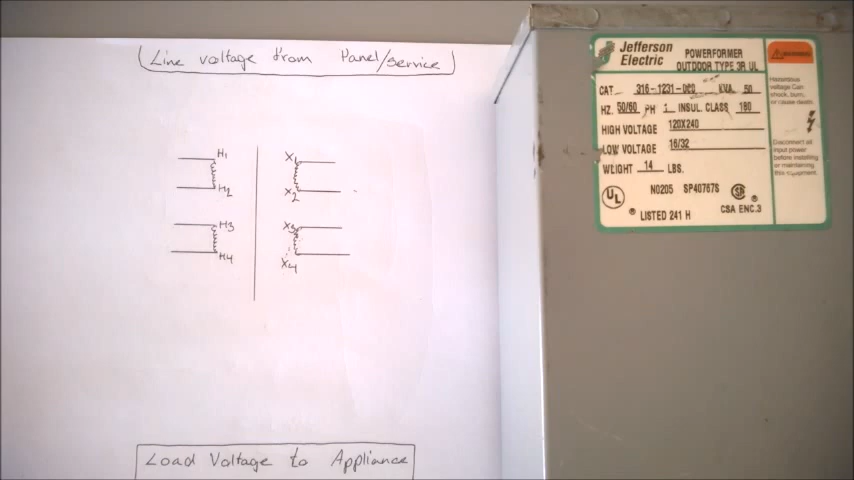 Line voltage from Panel/service
H1
H2
H3
H4
X1
X2
X3
X4
Load Voltage to Appliance
Jefferson
Electric
POWERFORMER
OUTDOOR TYPE 3R UL
CAT. 316-1231-000 KVA .50
HZ. 50/60 PH 1 INSUL. CLASS 180
HIGH VOLTAGE 120X240
LOW VOLTAGE 16/32
WEIGHT 14 LBS.
UL
N0205 SP40767S
® LISTED 241 H
CSA ENC.3
WARNING
Hazardous
voltage Can
shock, burn,
or cause death.
Disconnect all
input power
before installing
or maintaining
this equipment.